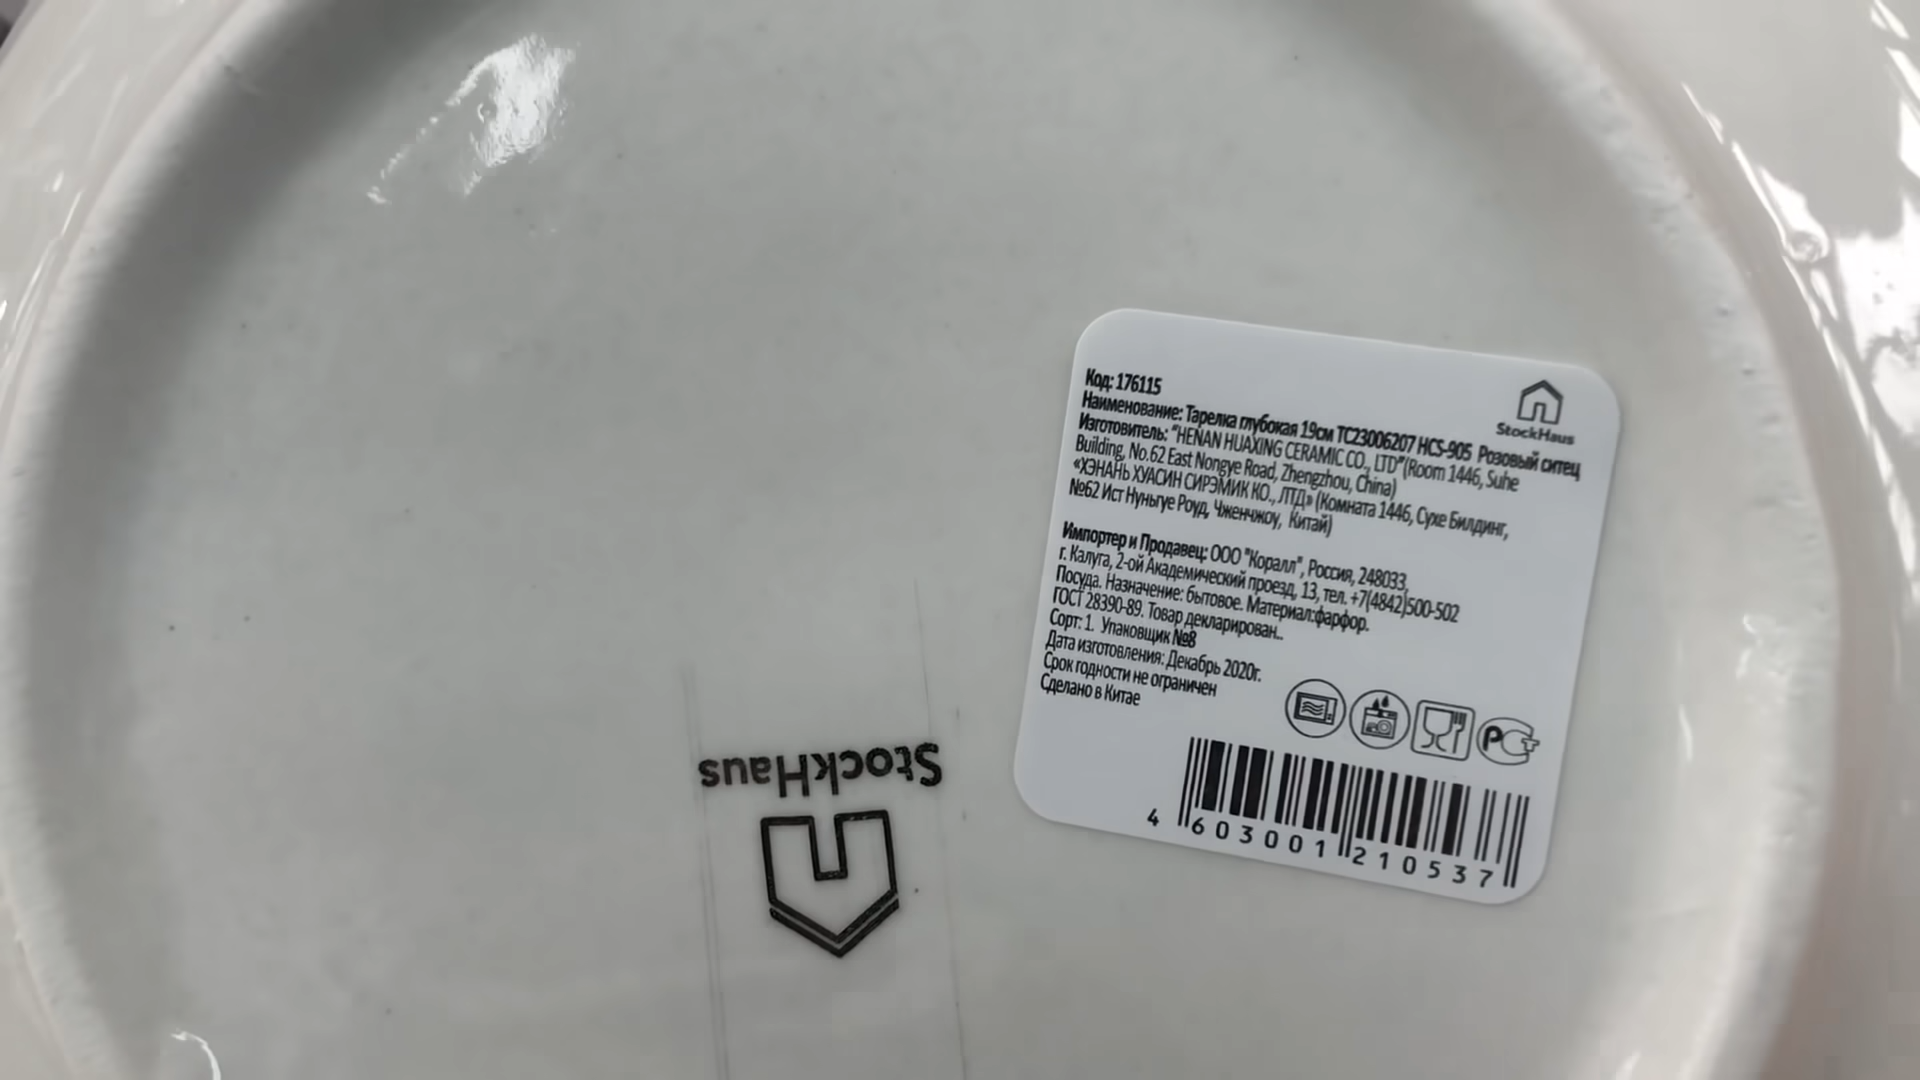 Код: 176115
StockHaus
Наименование: Тарелка глубокая 19см TC23006207 HCS-905 Розовый ситец
Изготовитель: "HENAN HUAXING CERAMIC CO., LTD"(Room 1446, Suhe
Building, No.62 East Nongye Road, Zhengzhou, China)
«ХЭНАНЬ ХУАСИН СИРЭМИК КО., ЛТД» (Комната 1446, Сухе Билдинг,
№62 Ист Нуньгуе Роуд, Чженчжоу, Китай)
Импортер и Продавец: ООО "Коралл", Россия, 248033,
г. Калуга, 2-ой Академический проезд, 13, тел. +7(4842)500-502
Посуда. Назначение: бытовое. Материал:фарфор.
ГОСТ 28390-89. Товар декларирован..
Сорт: 1. Упаковщик №8
Дата изготовления: Декабрь 2020г.
Срок годности не ограничен
Сделано в Китае
РСТ
4 603001 210537
StockHaus